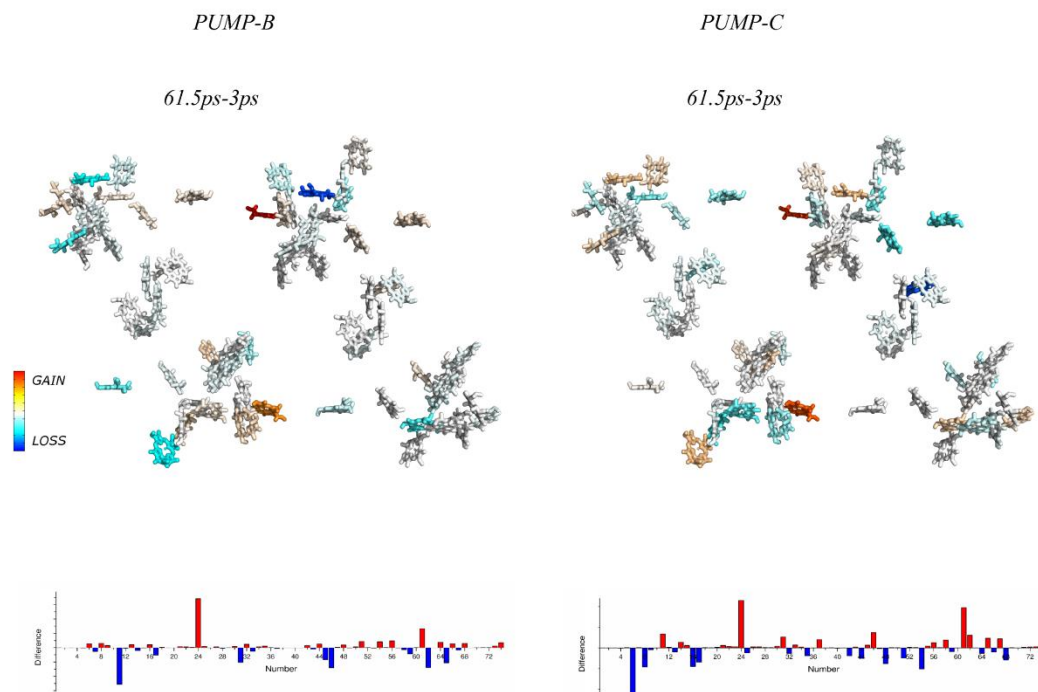 PUMP-B PUMP-C
61.5ps-3ps 61.5ps-3ps
GAIN
LOSS
Difference
4 8 12 16 20 24 28 32 36 40 44 48 52 56 60 64 68 72
Number
Difference
4 8 12 16 20 24 28 32 36 40 44 48 52 56 60 64 68 72
Number